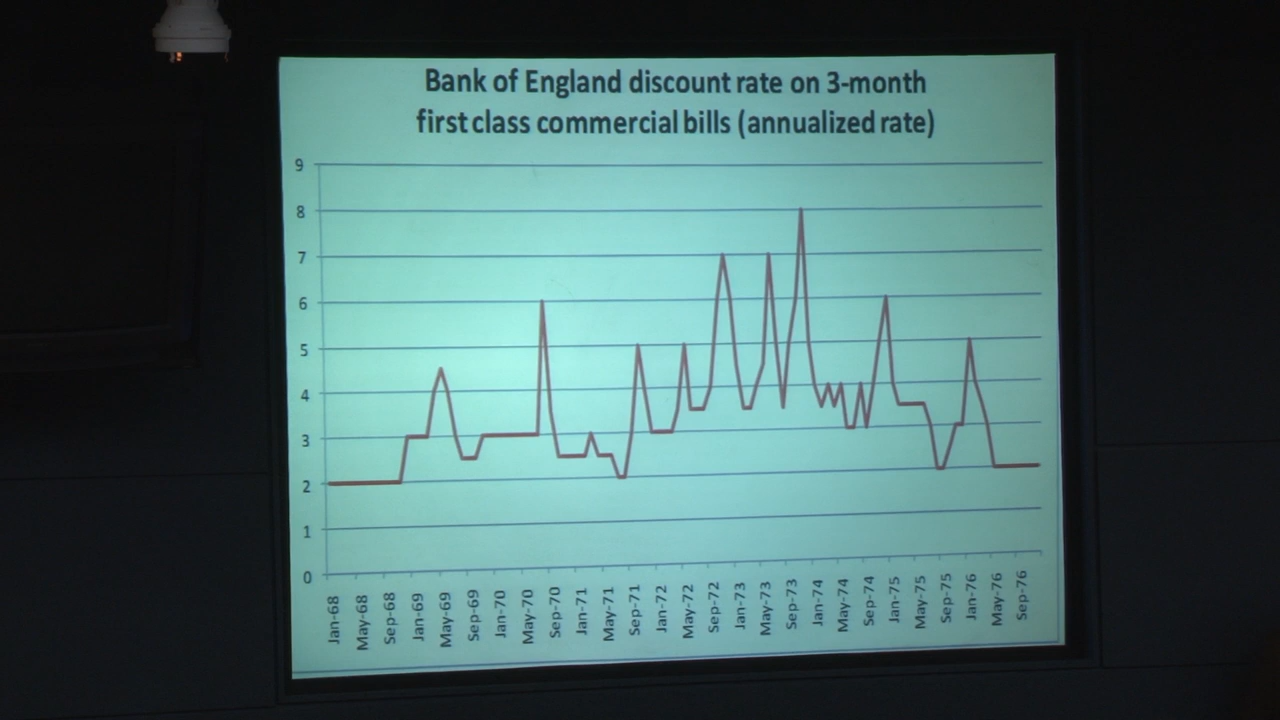 Bank of England discount rate on 3-month
first class commercial bills (annualized rate)
9
8
7
6
5
4
3
2
1
0
Jan-68
May-68
Sep-68
Jan-69
May-69
Sep-69
Jan-70
May-70
Sep-70
Jan-71
May-71
Sep-71
Jan-72
May-72
Sep-72
Jan-73
May-73
Sep-73
Jan-74
May-74
Sep-74
Jan-75
May-75
Sep-75
Jan-76
May-76
Sep-76